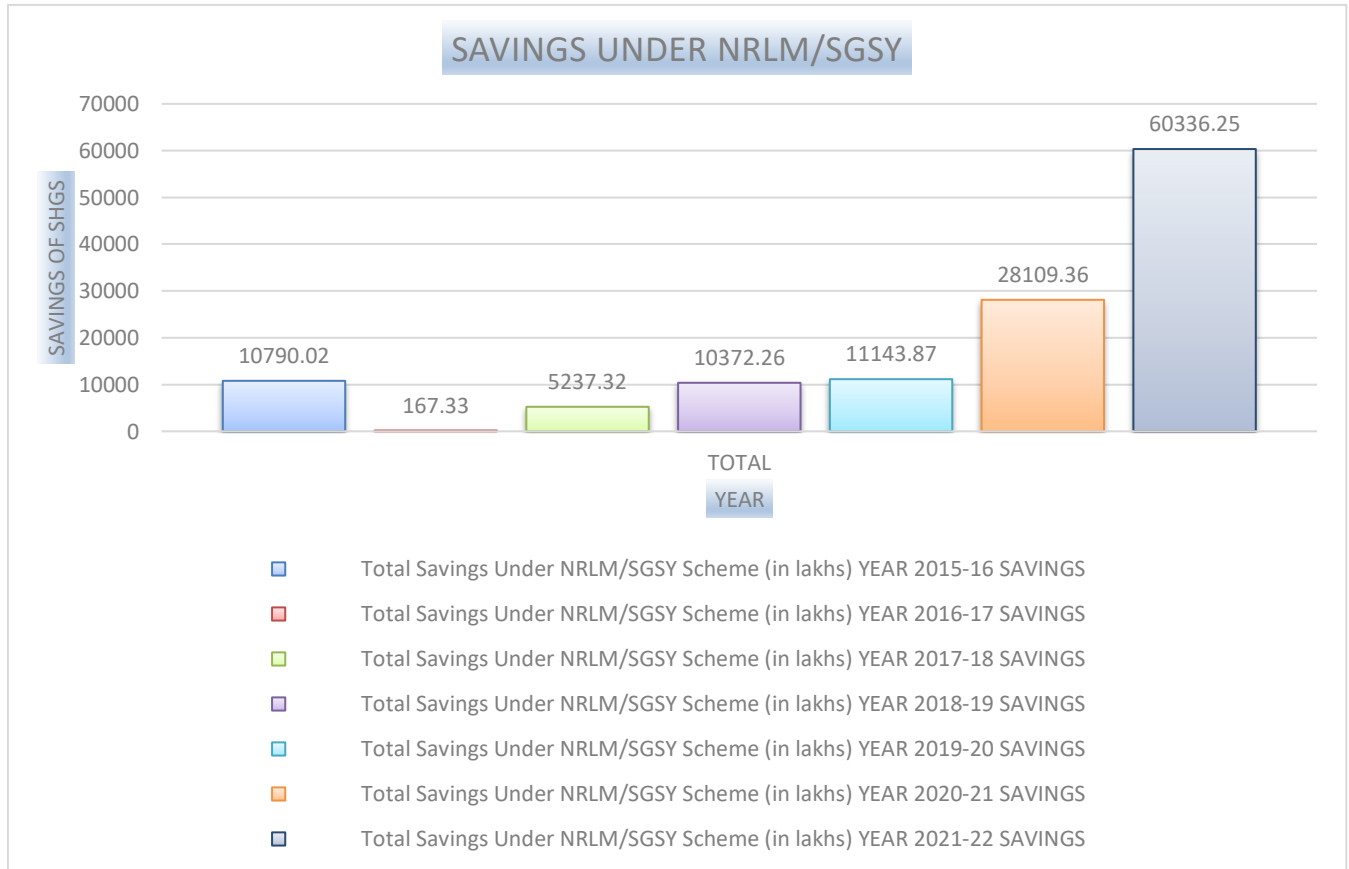 SAVINGS UNDER NRLM/SGSY
SAVINGS OF SHGS
70000
60000
50000
40000
30000
20000
10000
0
10790.02
167.33
5237.32
10372.26
11143.87
28109.36
60336.25
TOTAL
YEAR
Total Savings Under NRLM/SGSY Scheme (in lakhs) YEAR 2015-16 SAVINGS
Total Savings Under NRLM/SGSY Scheme (in lakhs) YEAR 2016-17 SAVINGS
Total Savings Under NRLM/SGSY Scheme (in lakhs) YEAR 2017-18 SAVINGS
Total Savings Under NRLM/SGSY Scheme (in lakhs) YEAR 2018-19 SAVINGS
Total Savings Under NRLM/SGSY Scheme (in lakhs) YEAR 2019-20 SAVINGS
Total Savings Under NRLM/SGSY Scheme (in lakhs) YEAR 2020-21 SAVINGS
Total Savings Under NRLM/SGSY Scheme (in lakhs) YEAR 2021-22 SAVINGS